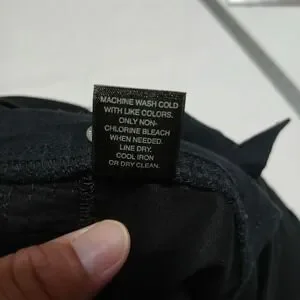 MACHINE WASH COLD
WITH LIKE COLORS.
ONLY NON-
CHLORINE BLEACH
WHEN NEEDED.
LINE DRY.
COOL IRON
OR DRY CLEAN.